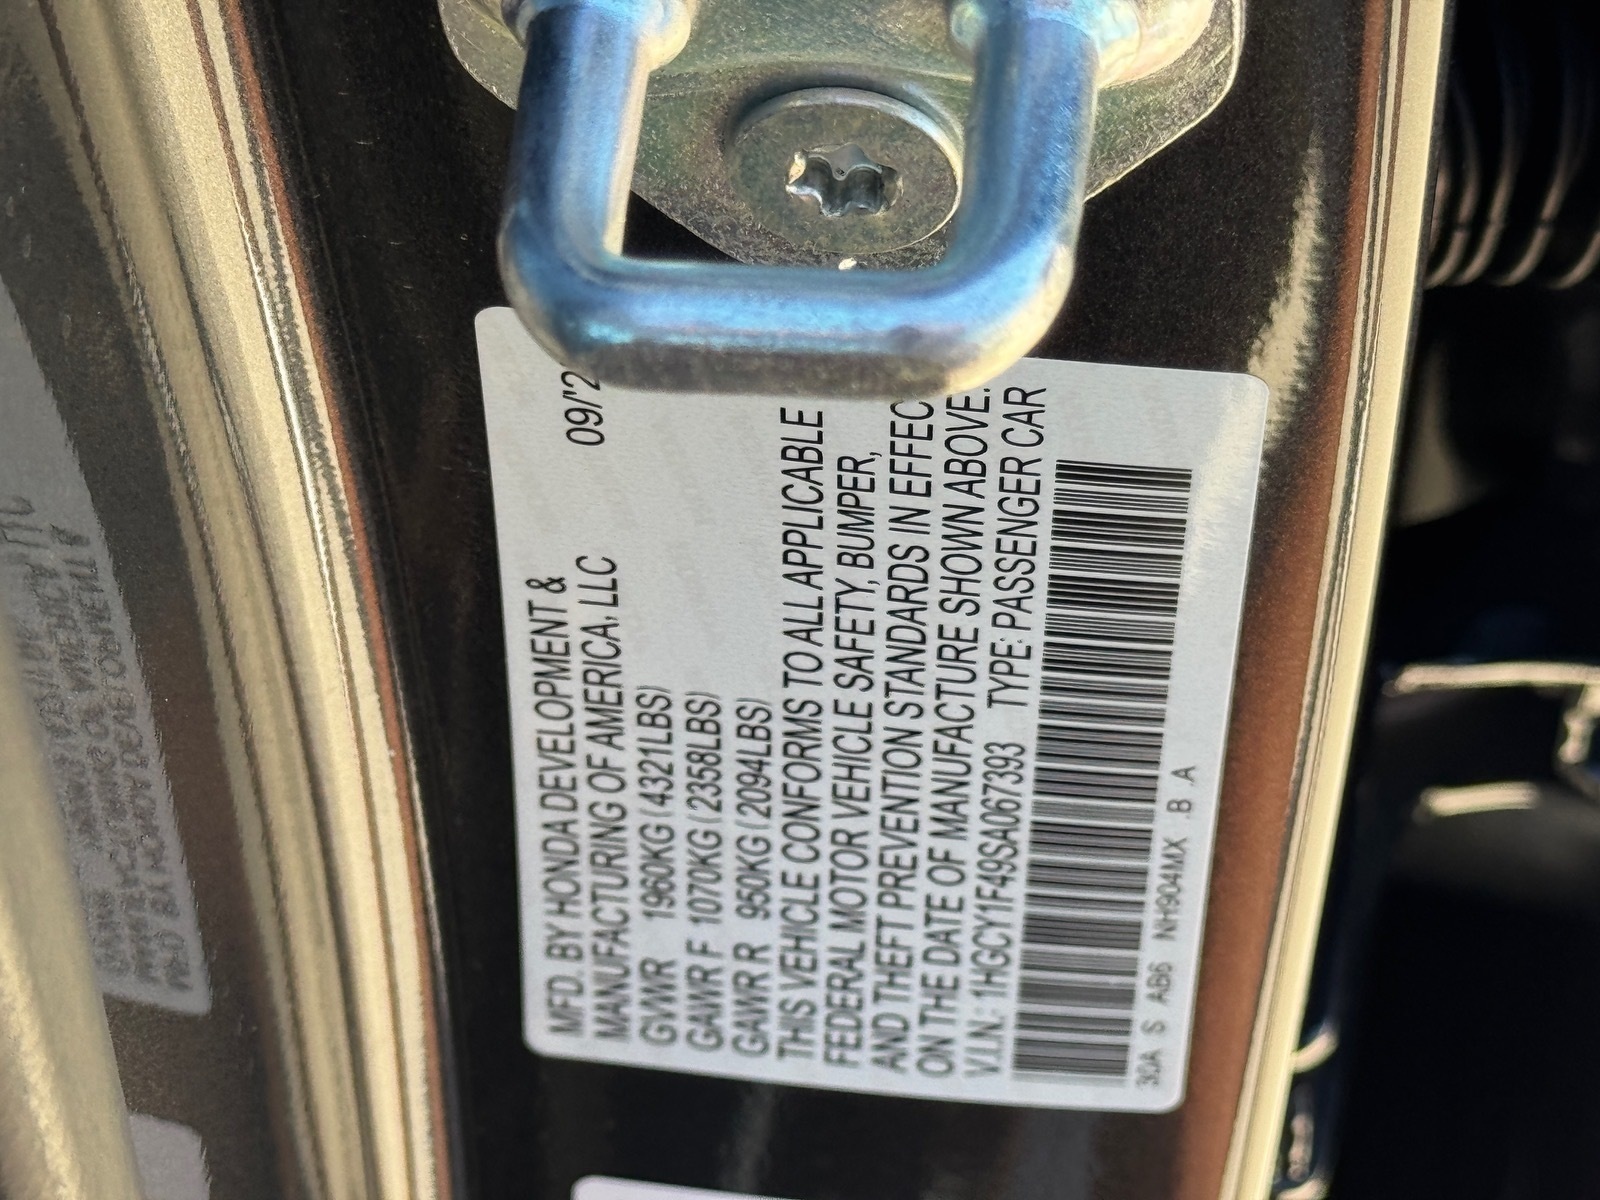 MFD. BY HONDA DEVELOPMENT &
MANUFACTURING OF AMERICA, LLC 09/'2
GVWR 1960KG (4321LBS)
GAWR F 1070KG (2358LBS)
GAWR R 950KG (2094LBS)
THIS VEHICLE CONFORMS TO ALL APPLICABLE
FEDERAL MOTOR VEHICLE SAFETY, BUMPER,
AND THEFT PREVENTION STANDARDS IN EFFEC
ON THE DATE OF MANUFACTURE SHOWN ABOVE.
V.I.N.: 1HGCY1F49SA067393 TYPE: PASSENGER CAR
30A S AB6 NH904MX B A